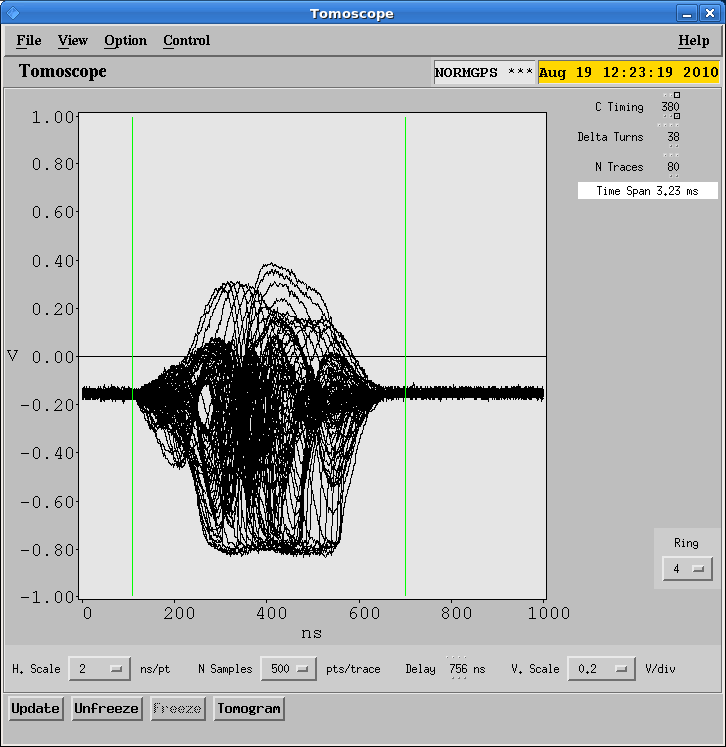 Tomoscope
File View Option Control Help
Tomoscope NORMGPS *** Aug 19 12:23:19 2010
C Timing 380
Delta Turns 38
N Traces 80
Time Span 3.23 ms
1.00
0.80
0.60
0.40
0.20
V 0.00
-0.20
-0.40
-0.60
-0.80
-1.00
0 200 400 600 800 1000
ns
Ring
4
H. Scale 2 ns/pt N Samples 500 pts/trace Delay 756 ns V. Scale 0.2 V/div
Update Unfreeze Freeze Tomogram